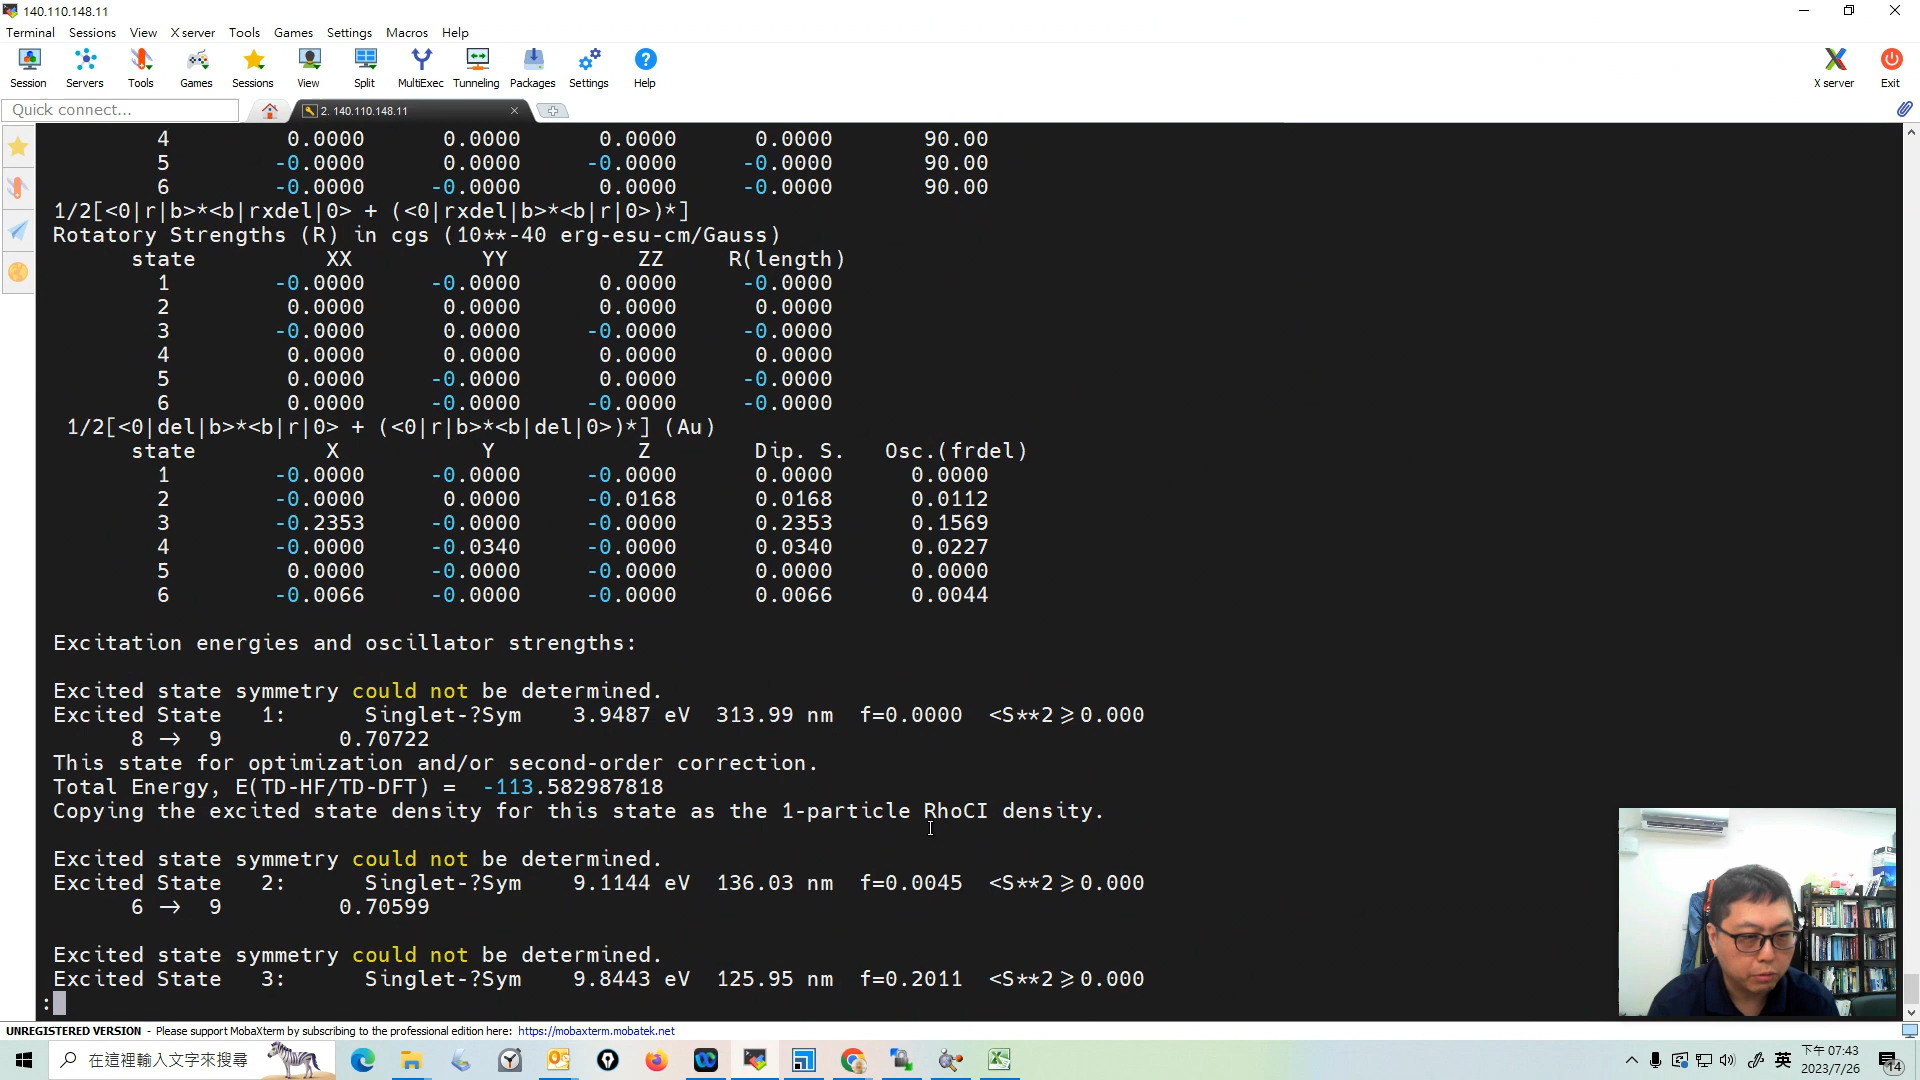 140.110.148.11
Terminal Sessions View X server Tools Games Settings Macros Help
Session Servers Tools Games Sessions View Split MultiExec Tunneling Packages Settings Help X server Exit
Quick connect... 2. 140.110.148.11
4 0.0000 0.0000 0.0000 0.0000 90.00
5 -0.0000 0.0000 -0.0000 -0.0000 90.00
6 -0.0000 -0.0000 0.0000 -0.0000 90.00
1/2[<0|r|b>*<b|rxdel|0> + (<0|rxdel|b>*<b|r|0>)*]
Rotatory Strengths (R) in cgs (10**-40 erg-esu-cm/Gauss)
state XX YY ZZ R(length)
1 -0.0000 -0.0000 0.0000 -0.0000
2 0.0000 0.0000 0.0000 0.0000
3 -0.0000 0.0000 -0.0000 -0.0000
4 0.0000 0.0000 0.0000 0.0000
5 0.0000 -0.0000 0.0000 -0.0000
6 0.0000 -0.0000 -0.0000 -0.0000
1/2[<0|del|b>*<b|r|0> + (<0|r|b>*<b|del|0>)*] (Au)
state X Y Z Dip. S. Osc.(frdel)
1 -0.0000 -0.0000 -0.0000 0.0000 0.0000
2 -0.0000 0.0000 -0.0168 0.0168 0.0112
3 -0.2353 -0.0000 -0.0000 0.2353 0.1569
4 -0.0000 -0.0340 -0.0000 0.0340 0.0227
5 0.0000 -0.0000 -0.0000 0.0000 0.0000
6 -0.0066 -0.0000 -0.0000 0.0066 0.0044
Excitation energies and oscillator strengths:
Excited state symmetry could not be determined.
Excited State 1: Singlet-?Sym 3.9487 eV 313.99 nm f=0.0000 <S**2>=0.000
8 -> 9 0.70722
This state for optimization and/or second-order correction.
Total Energy, E(TD-HF/TD-DFT) = -113.582987818
Copying the excited state density for this state as the 1-particle RhoCI density.
Excited state symmetry could not be determined.
Excited State 2: Singlet-?Sym 9.1144 eV 136.03 nm f=0.0045 <S**2>=0.000
6 -> 9 0.70599
Excited state symmetry could not be determined.
Excited State 3: Singlet-?Sym 9.8443 eV 125.95 nm f=0.2011 <S**2>=0.000
:
UNREGISTERED VERSION - Please support MobaXterm by subscribing to the professional edition here: https://mobaxterm.mobatek.net
在這裡輸入文字來搜尋
英 下午 07:43
2023/7/26
14